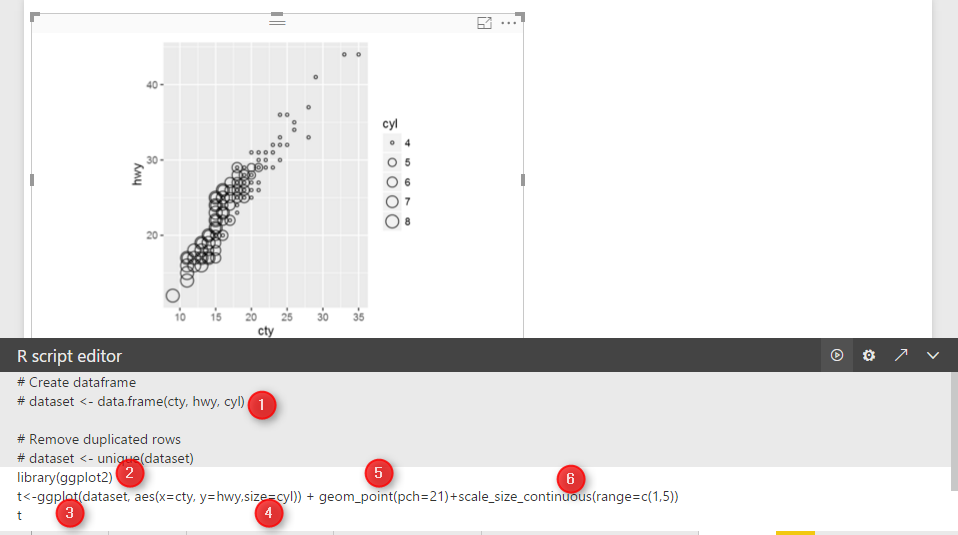 40
30
20
hwy
10 15 20 25 30 35
cty
cyl
4
5
6
7
8
R script editor
# Create dataframe
# dataset <- data.frame(cty, hwy, cyl) 1
# Remove duplicated rows
# dataset <- unique(dataset)
library(ggplot2) 2 5 6
t<-ggplot(dataset, aes(x=cty, y=hwy,size=cyl)) + geom_point(pch=21)+scale_size_continuous(range=c(1,5))
t 3 4